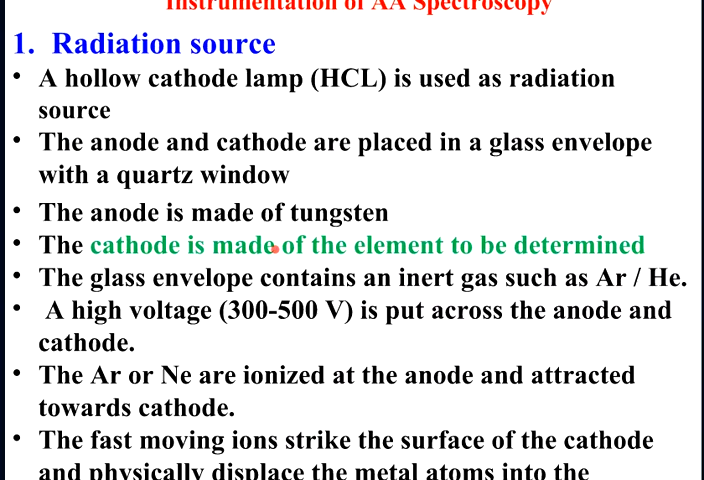 Instrumentation of AA Spectroscopy
1. Radiation source
• A hollow cathode lamp (HCL) is used as radiation
source
• The anode and cathode are placed in a glass envelope
with a quartz window
• The anode is made of tungsten
• The cathode is made of the element to be determined
• The glass envelope contains an inert gas such as Ar / He.
• A high voltage (300-500 V) is put across the anode and
cathode.
• The Ar or Ne are ionized at the anode and attracted
towards cathode.
• The fast moving ions strike the surface of the cathode
and physically displace the metal atoms into the